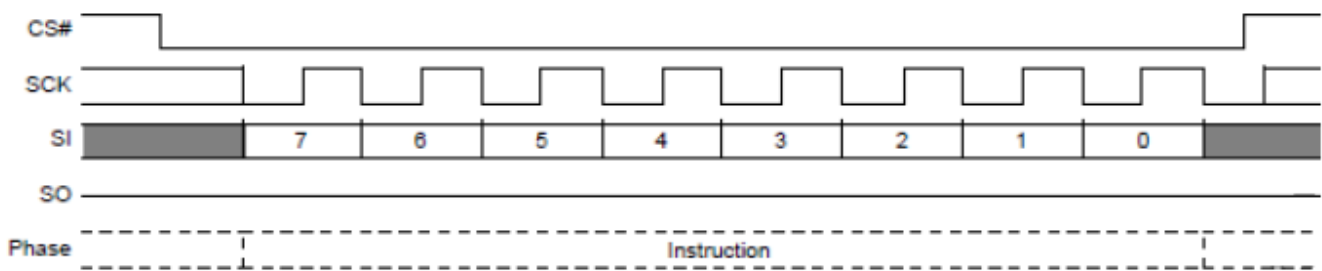 CS#
SCK
SI 7 6 5 4 3 2 1 0
SO
Phase Instruction